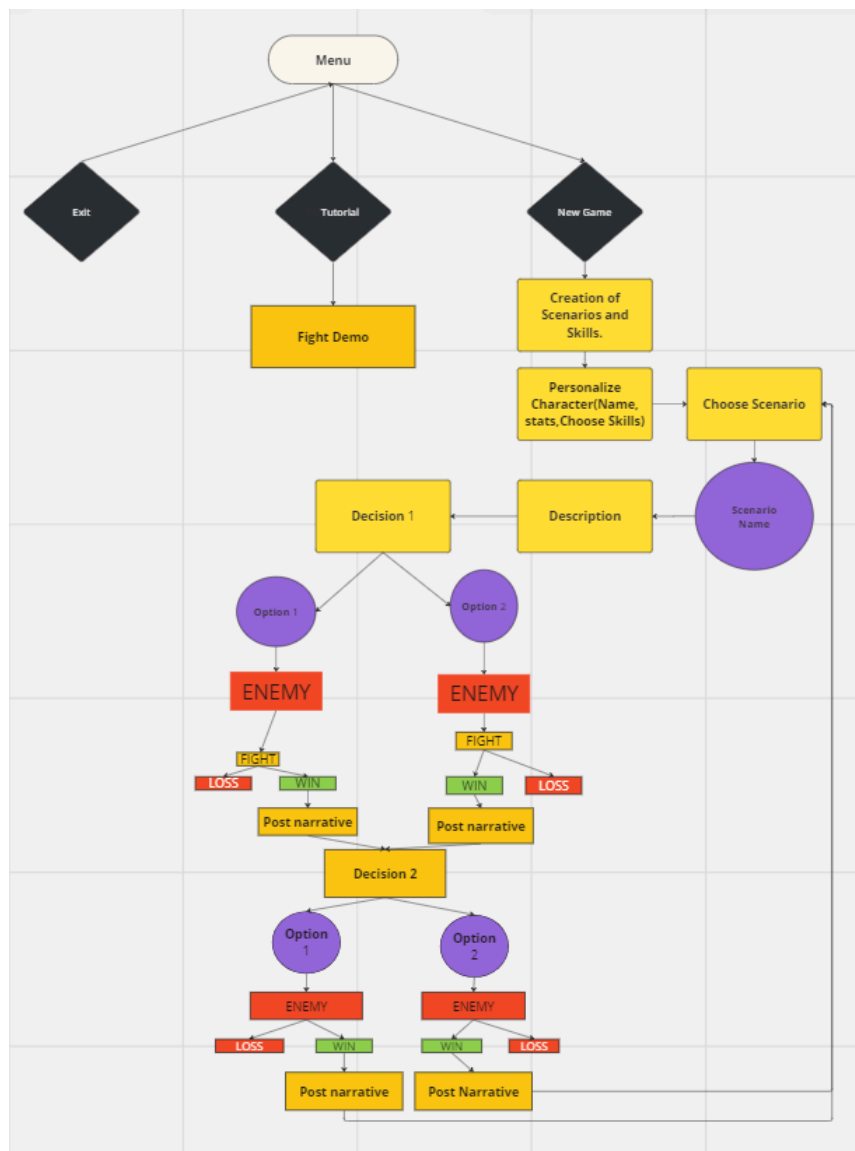 Menu
Exit
Tutorial
New Game
Creation of
Scenarios and
Skills.
Fight Demo
Personalize
Character(Name,
stats,Choose Skills)
Choose Scenario
Scenario
Name
Description
Decision 1
Option 1
Option 2
ENEMY
ENEMY
FIGHT
FIGHT
LOSS
WIN
WIN
LOSS
Post narrative
Post narrative
Decision 2
Option
1
Option
2
ENEMY
ENEMY
LOSS
WIN
WIN
LOSS
Post narrative
Post Narrative